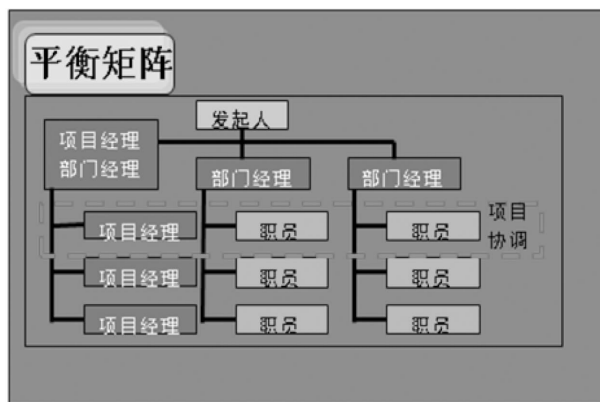 平衡矩阵
发起人
项目经理
部门经理
部门经理
部门经理
项目经理
职员
职员
项目
协调
项目经理
职员
职员
项目经理
职员
职员